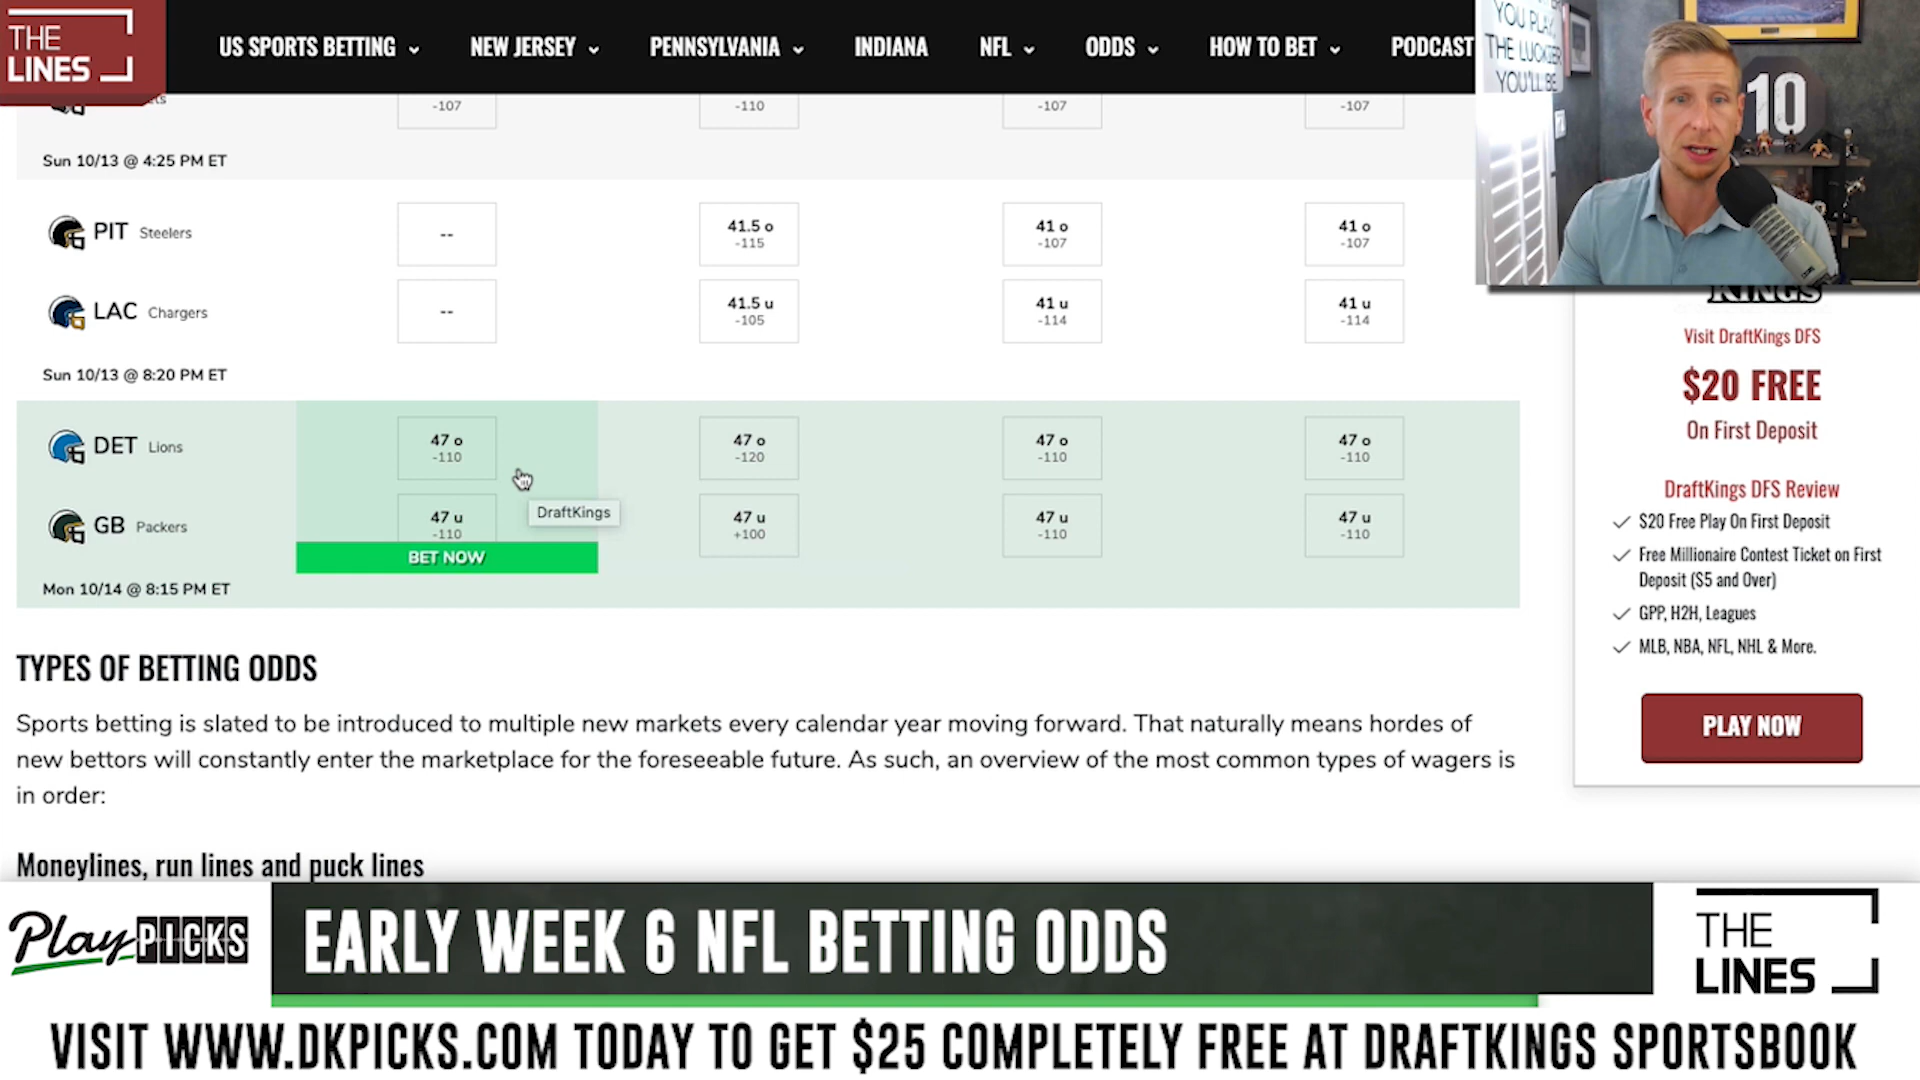 THE
LINES
US SPORTS BETTING
NEW JERSEY
PENNSYLVANIA
INDIANA
NFL
ODDS
HOW TO BET
PODCAST
YOU PLAY,
THE LUCKIER
YOU'LL BE
10
-107
-110
-107
-107
Sun 10/13 @ 4:25 PM ET
PIT Steelers
--
41.5 o
-115
41 o
-107
41 o
-107
LAC Chargers
--
41.5 u
-105
41 u
-114
41 u
-114
Sun 10/13 @ 8:20 PM ET
DET Lions
47 o
-110
47 o
-120
47 o
-110
47 o
-110
DraftKings
GB Packers
47 u
-110
47 u
+100
47 u
-110
47 u
-110
BET NOW
Mon 10/14 @ 8:15 PM ET
KINGS
Visit DraftKings DFS
$20 FREE
On First Deposit
DraftKings DFS Review
$20 Free Play On First Deposit
Free Millionaire Contest Ticket on First
Deposit ($5 and Over)
GPP, H2H, Leagues
MLB, NBA, NFL, NHL & More.
PLAY NOW
TYPES OF BETTING ODDS
Sports betting is slated to be introduced to multiple new markets every calendar year moving forward. That naturally means hordes of
new bettors will constantly enter the marketplace for the foreseeable future. As such, an overview of the most common types of wagers is
in order:
Moneylines, run lines and puck lines
Play PICKS
EARLY WEEK 6 NFL BETTING ODDS
THE
LINES
VISIT WWW.DKPICKS.COM TODAY TO GET $25 COMPLETELY FREE AT DRAFTKINGS SPORTSBOOK